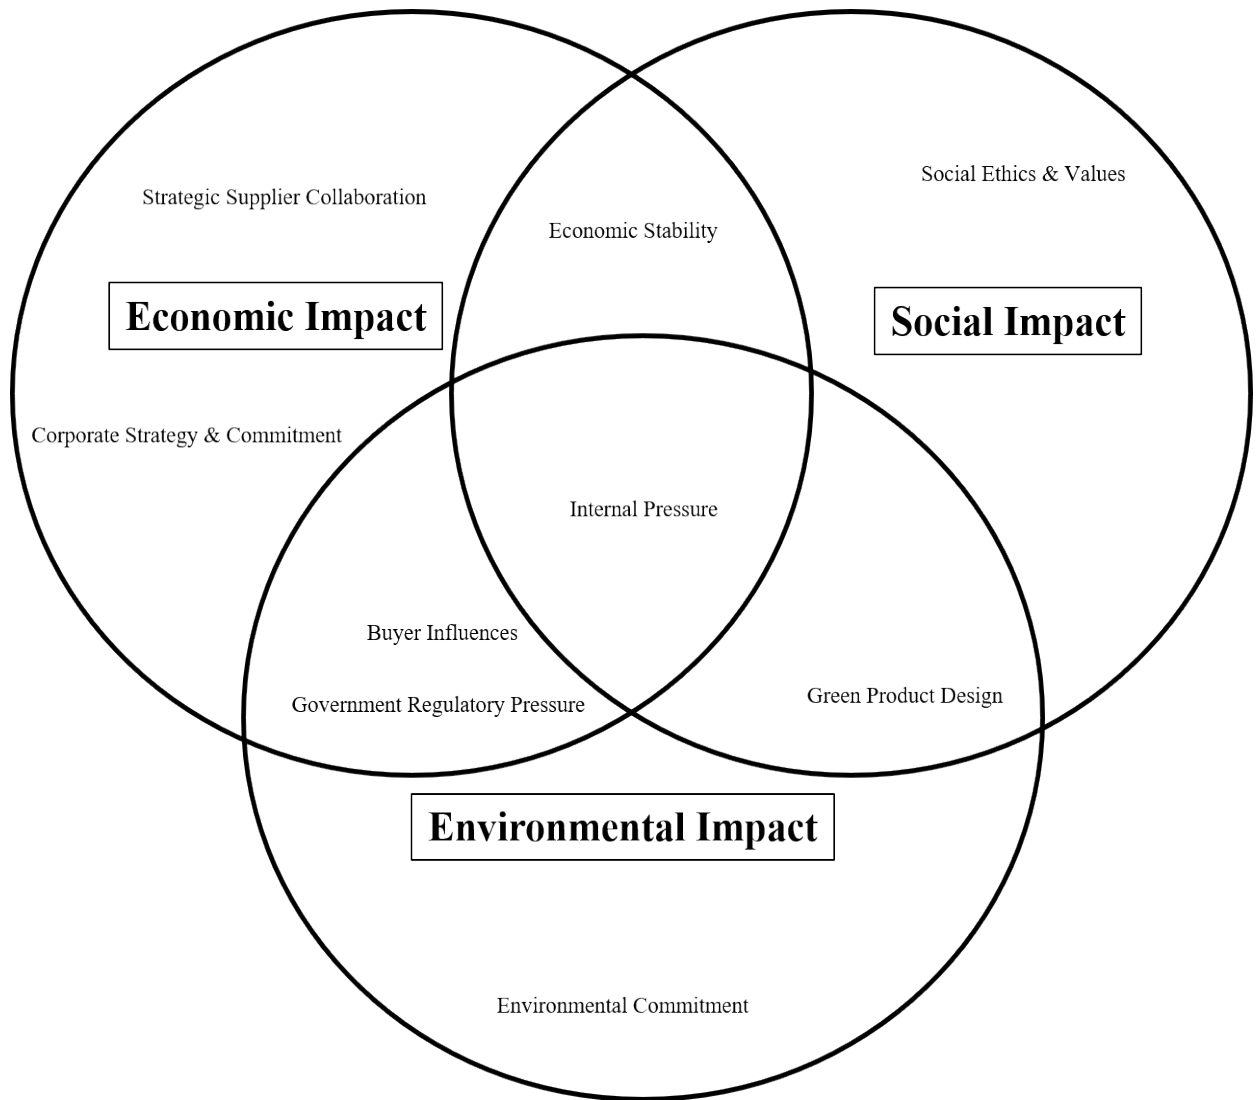 Social Ethics & Values
Strategic Supplier Collaboration
Economic Stability
Economic Impact
Social Impact
Corporate Strategy & Commitment
Internal Pressure
Buyer Influences
Government Regulatory Pressure
Green Product Design
Environmental Impact
Environmental Commitment